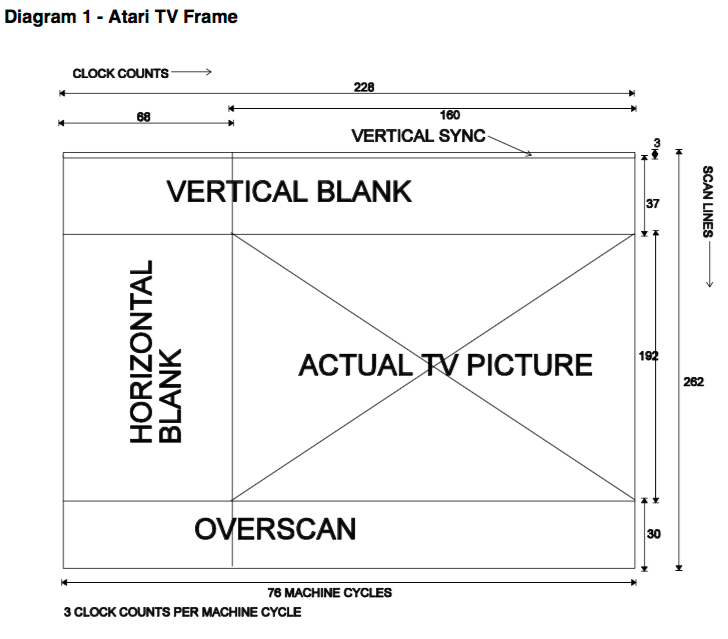 Diagram 1 - Atari TV Frame
CLOCK COUNTS
228
160
68
VERTICAL SYNC
3
VERTICAL BLANK
37
SCAN LINES
HORIZONTAL
BLANK
ACTUAL TV PICTURE
192
262
OVERSCAN
30
76 MACHINE CYCLES
3 CLOCK COUNTS PER MACHINE CYCLE